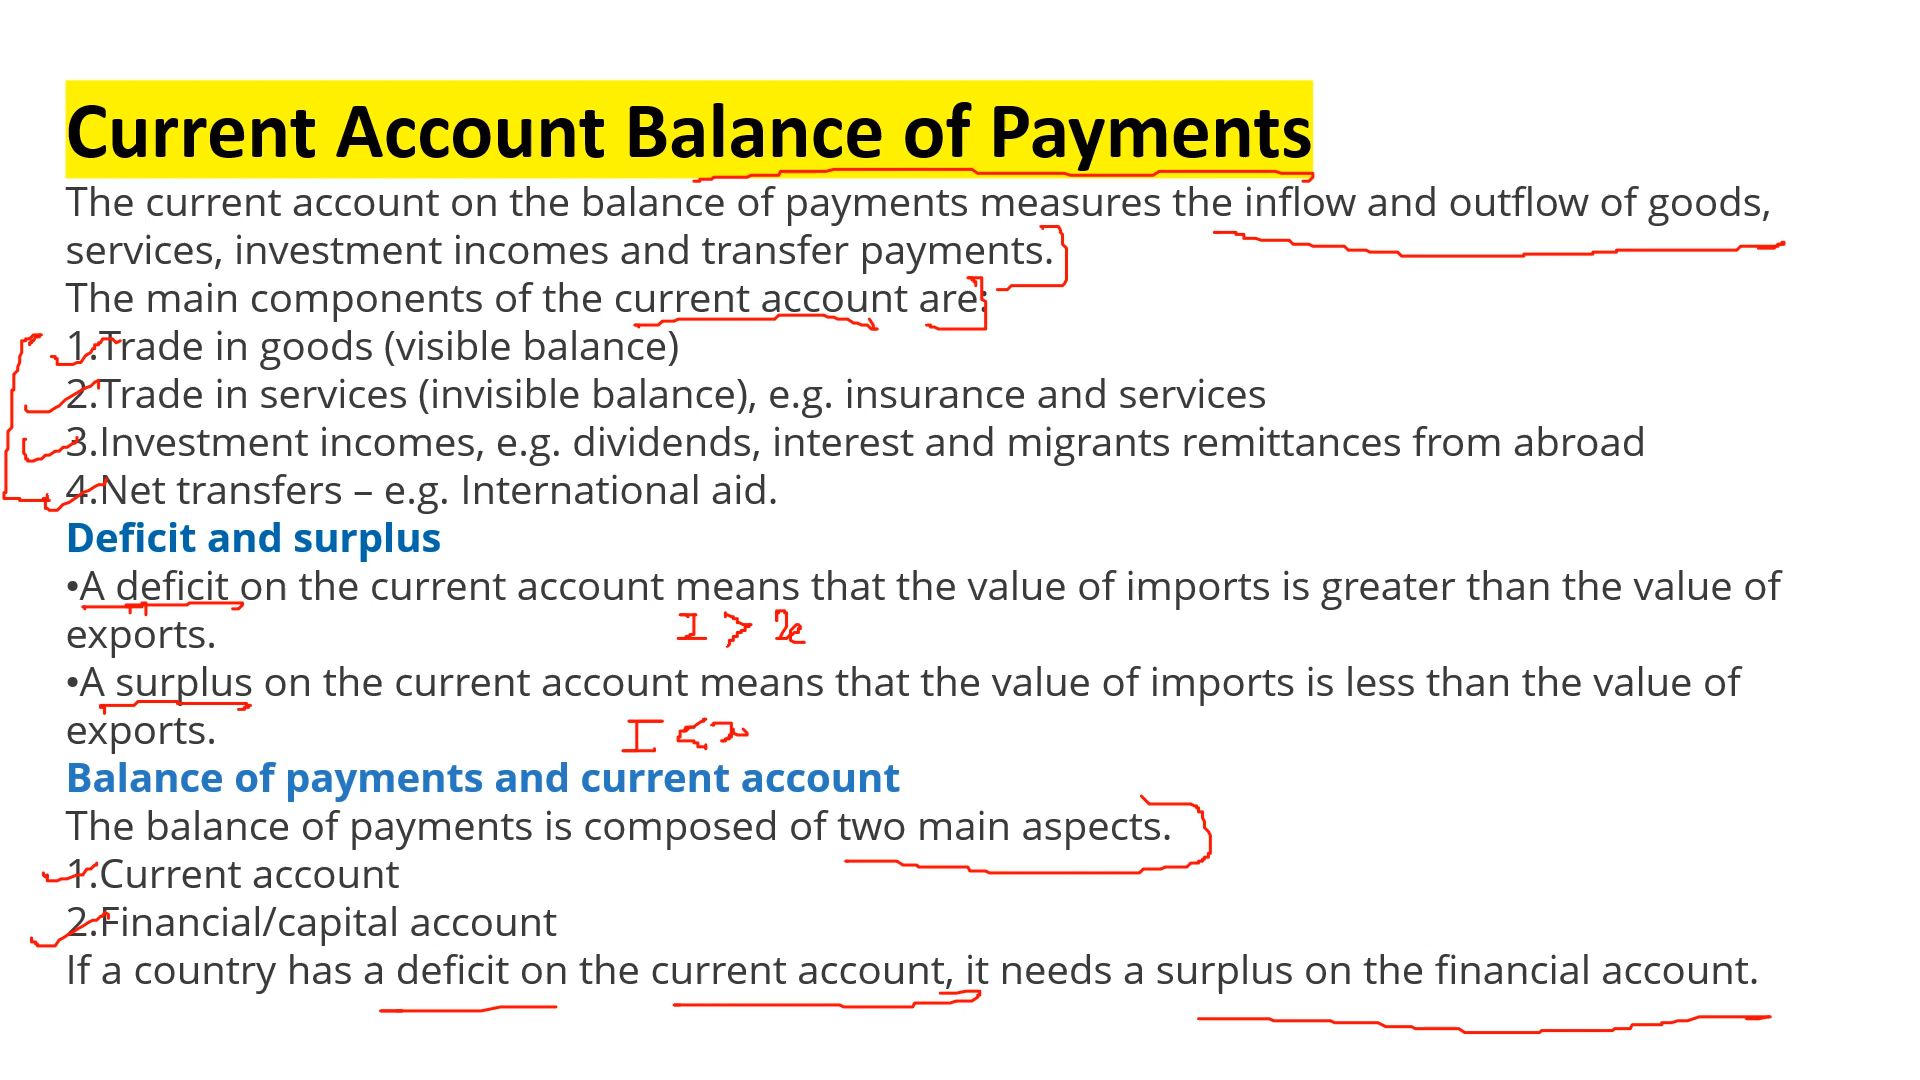 Current Account Balance of Payments
The current account on the balance of payments measures the inflow and outflow of goods,
services, investment incomes and transfer payments.
The main components of the current account are:
1.Trade in goods (visible balance)
2.Trade in services (invisible balance), e.g. insurance and services
3.Investment incomes, e.g. dividends, interest and migrants remittances from abroad
4.Net transfers – e.g. International aid.
Deficit and surplus
•A deficit on the current account means that the value of imports is greater than the value of
exports.
I > x
•A surplus on the current account means that the value of imports is less than the value of
exports.
I < x
Balance of payments and current account
The balance of payments is composed of two main aspects.
1.Current account
2.Financial/capital account
If a country has a deficit on the current account, it needs a surplus on the financial account.